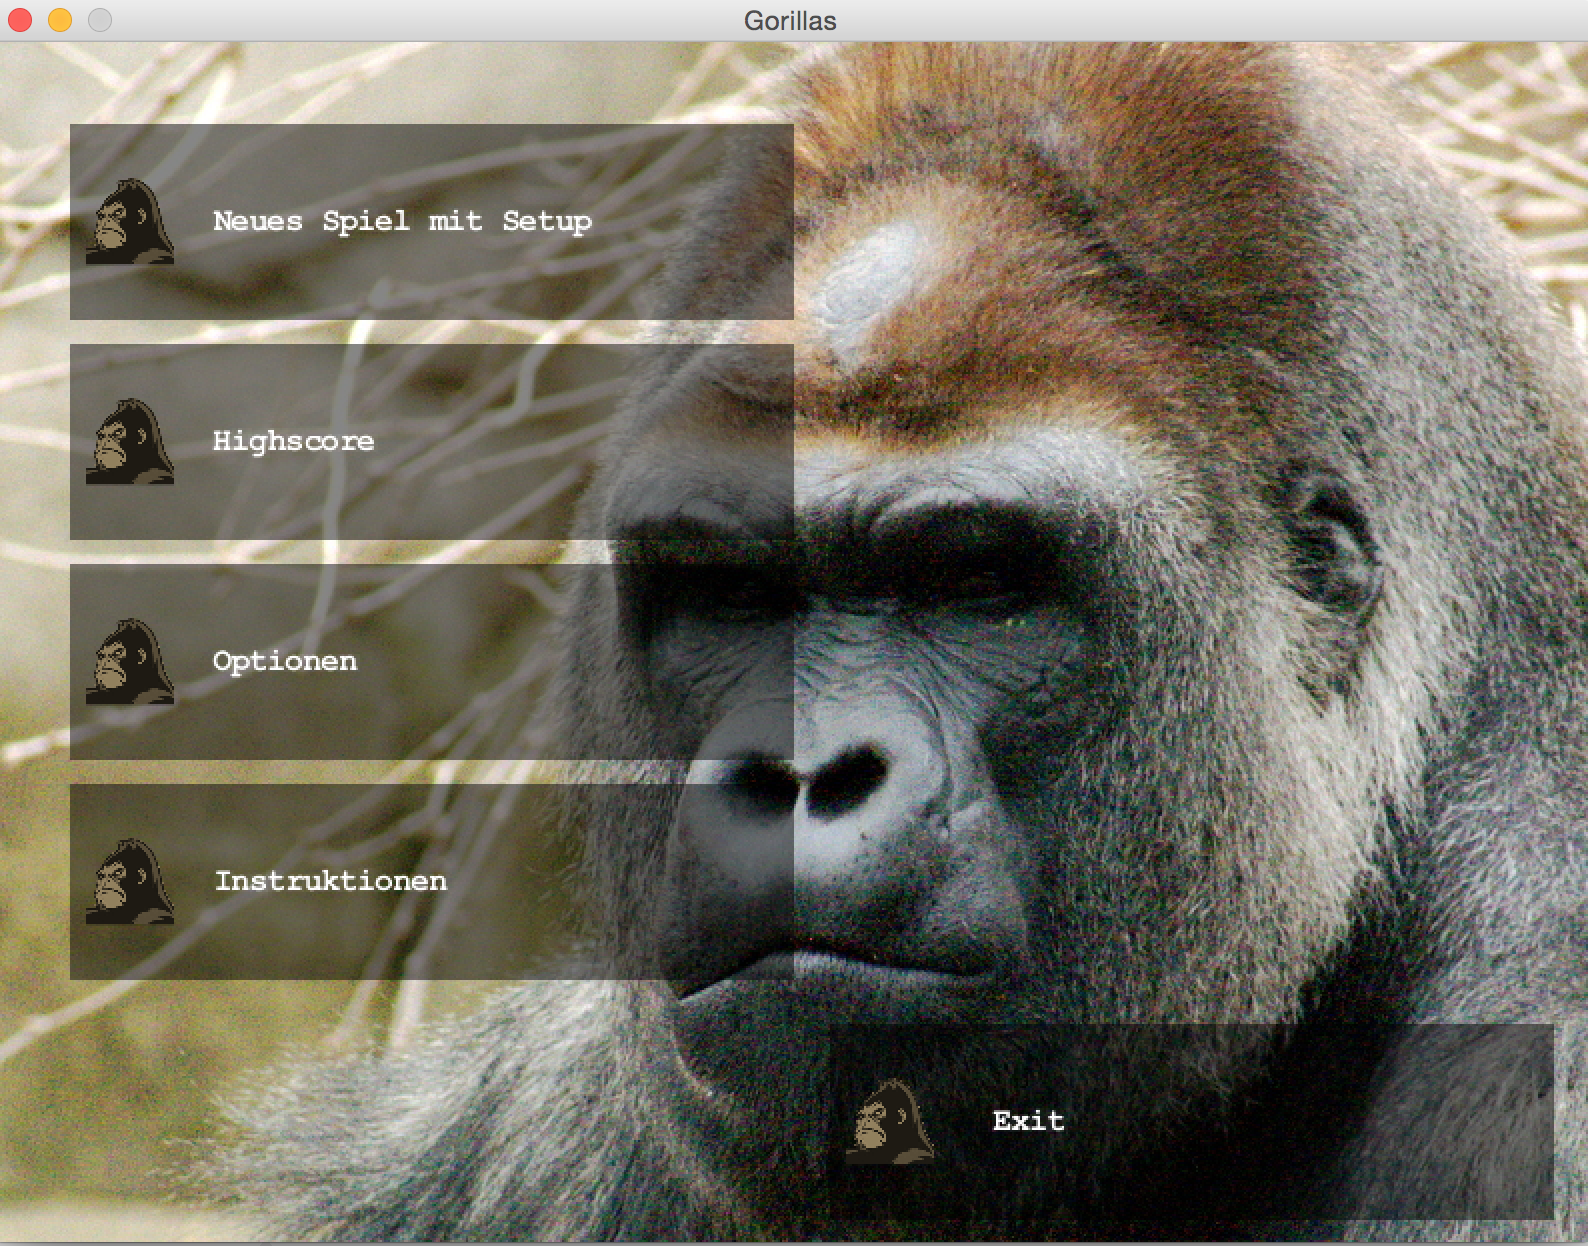 Gorillas
Neues Spiel mit Setup
Highscore
Optionen
Instruktionen
Exit